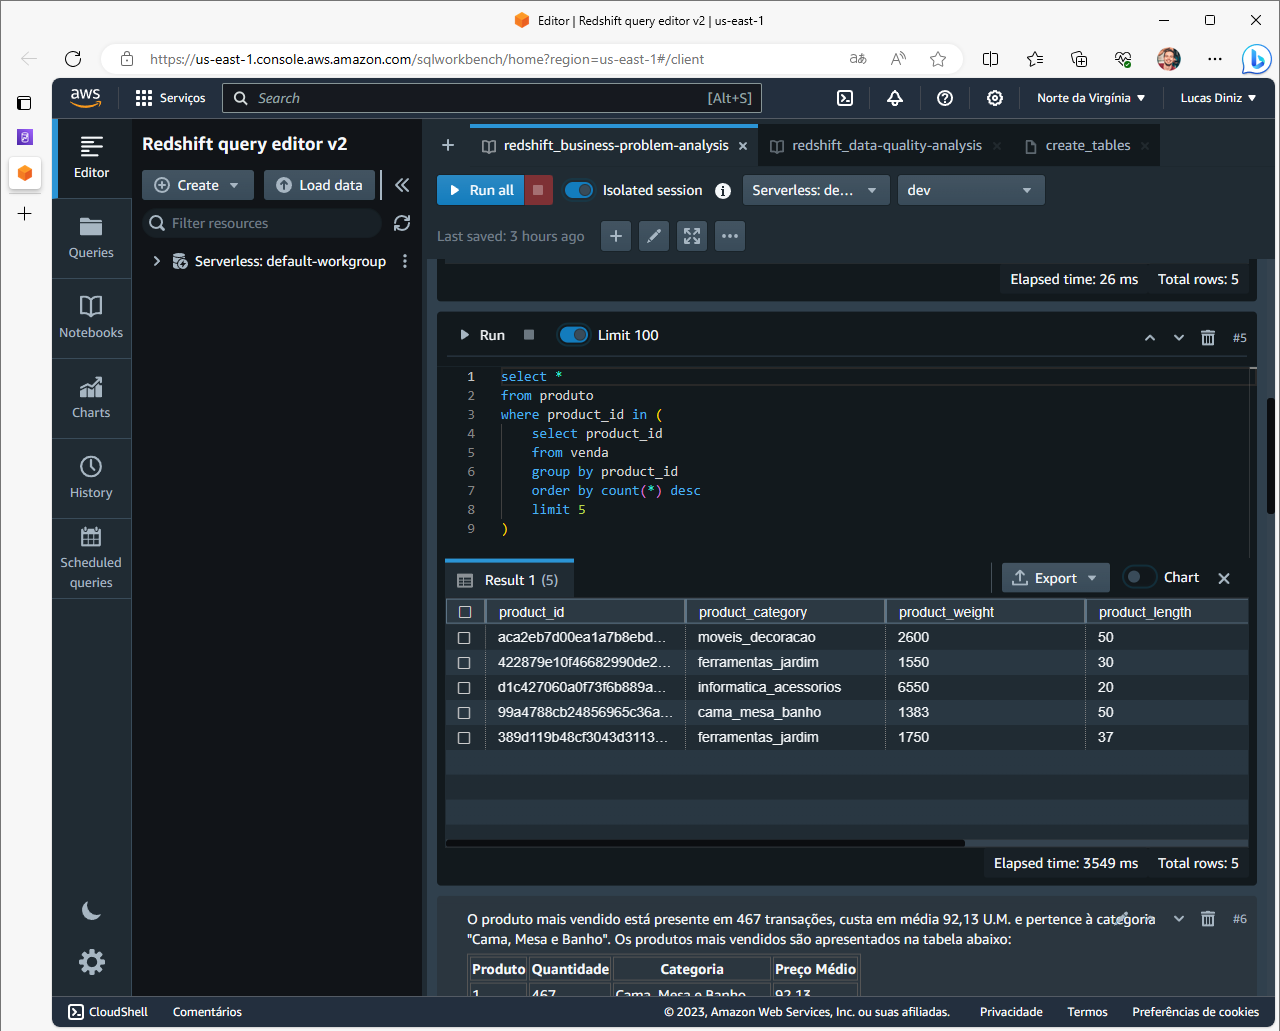 Editor | Redshift query editor v2 | us-east-1
https://us-east-1.console.aws.amazon.com/sqlworkbench/home?region=us-east-1#/client
aws
Serviços
Search
[Alt+S]
Norte da Virgínia
Lucas Diniz
Editor
Queries
Notebooks
Charts
History
Scheduled
queries
Redshift query editor v2
Create
Load data
Filter resources
Serverless: default-workgroup
redshift_business-problem-analysis
redshift_data-quality-analysis
create_tables
Run all
Isolated session
Serverless: de...
dev
Last saved: 3 hours ago
Elapsed time: 26 ms
Total rows: 5
Run
Limit 100
#5
1 select *
2 from produto
3 where product_id in (
4 select product_id
5 from venda
6 group by product_id
7 order by count(*) desc
8 limit 5
9 )
Result 1 (5)
Export
Chart
product_id product_category product_weight product_length
aca2eb7d00ea1a7b8ebd... moveis_decoracao 2600 50
422879e10f46682990de2... ferramentas_jardim 1550 30
d1c427060a0f73f6b889a... informatica_acessorios 6550 20
99a4788cb24856965c36a... cama_mesa_banho 1383 50
389d119b48cf3043d3113... ferramentas_jardim 1750 37
Elapsed time: 3549 ms
Total rows: 5
O produto mais vendido está presente em 467 transações, custa em média 92,13 U.M. e pertence à categoria
"Cama, Mesa e Banho". Os produtos mais vendidos são apresentados na tabela abaixo:
#6
Produto Quantidade Categoria Preço Médio
1 467 Cama, Mesa e Banho 92,13
CloudShell
Comentários
© 2023, Amazon Web Services, Inc. ou suas afiliadas.
Privacidade
Termos
Preferências de cookies